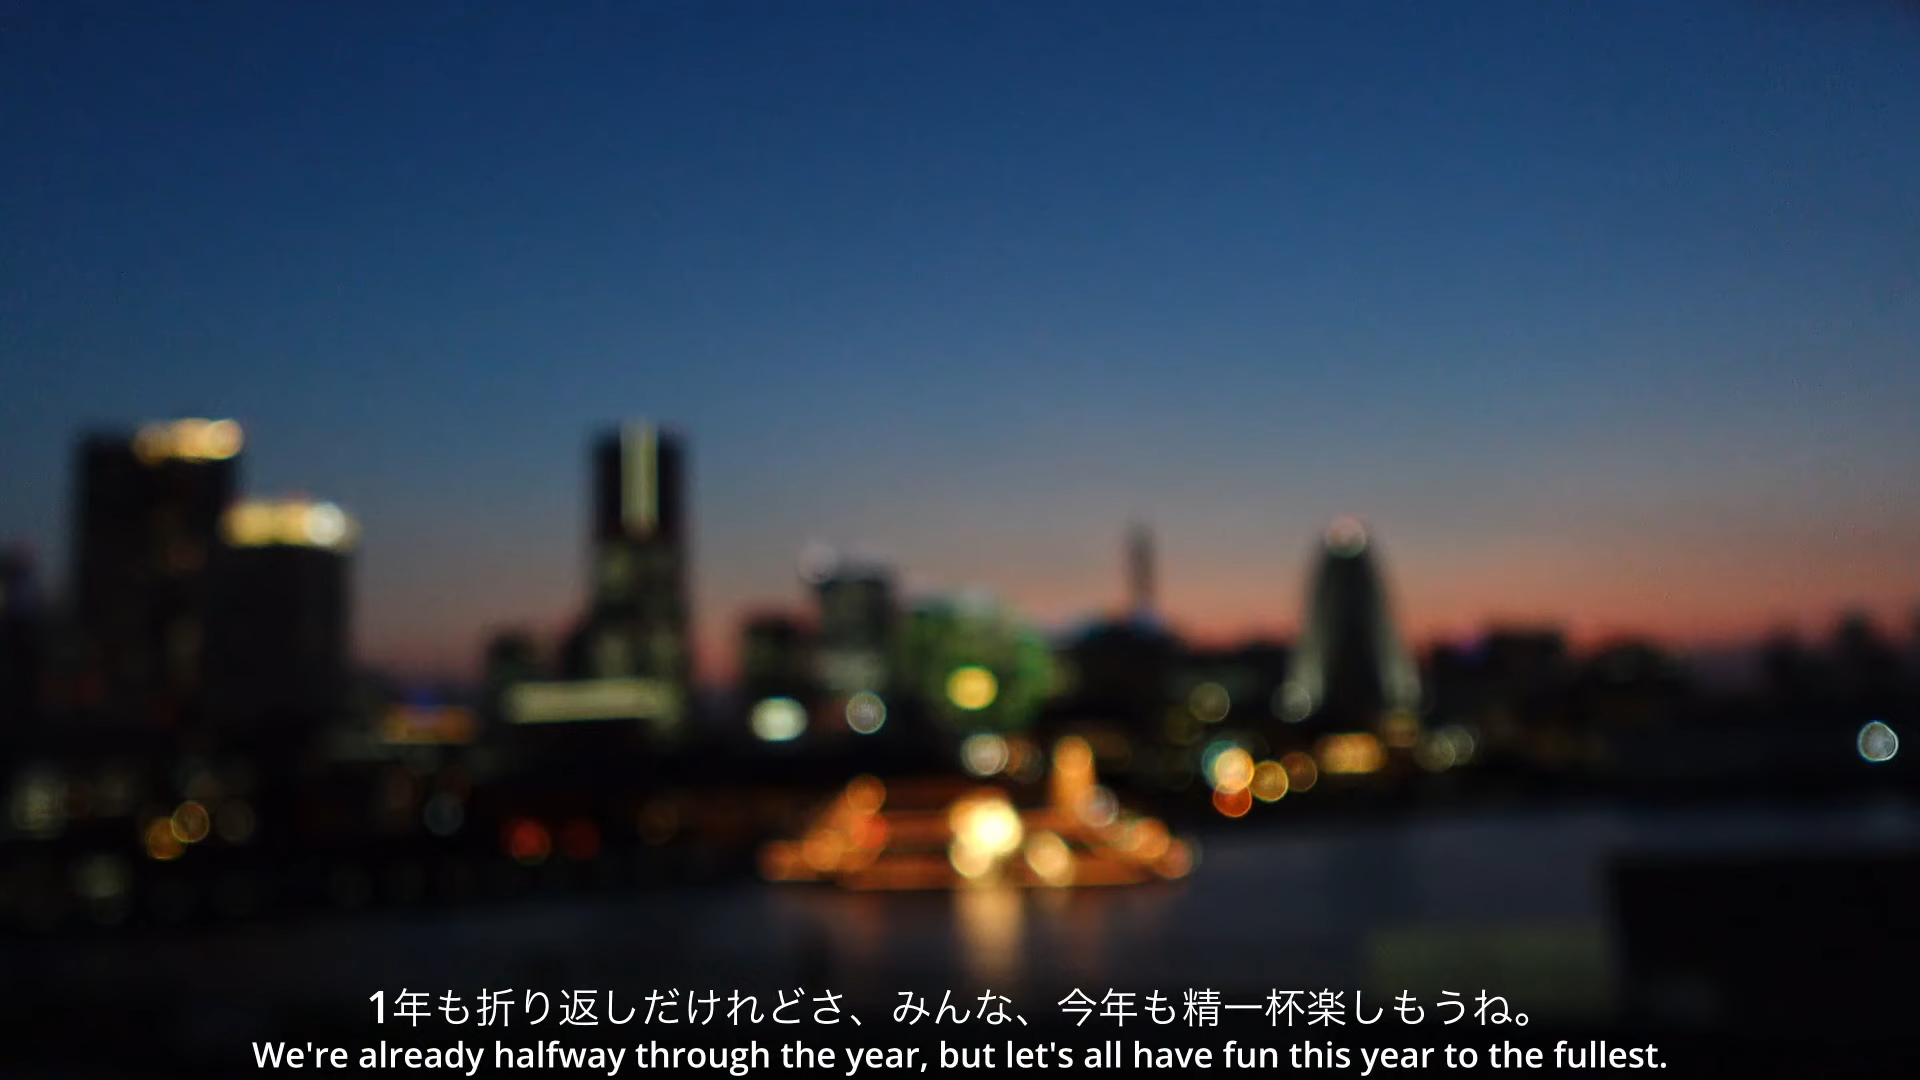 1年も折り返しだけれどさ、みんな、今年も精一杯楽しもうね。
We're already halfway through the year, but let's all have fun this year to the fullest.